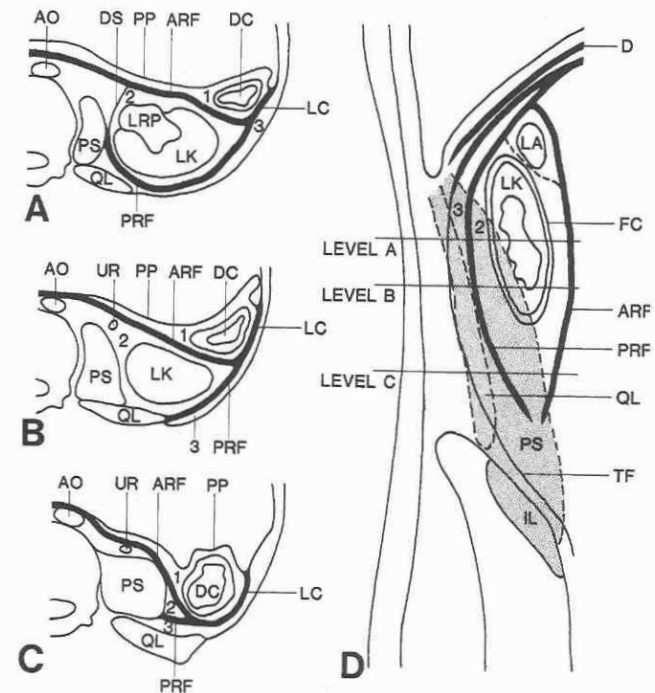 AO DS PP ARF DC
1
2
LC
LRP
3
PS
LK
QL
A
PRF
AO UR PP ARF DC
1
LC
2
PS
LK
QL
B
3 PRF
AO UR ARF PP
1
PS
DC
LC
2
3
QL
C
PRF
D
LA
LK
FC
3
2
LEVEL A
LEVEL B
ARF
PRF
LEVEL C
QL
PS
TF
IL
D